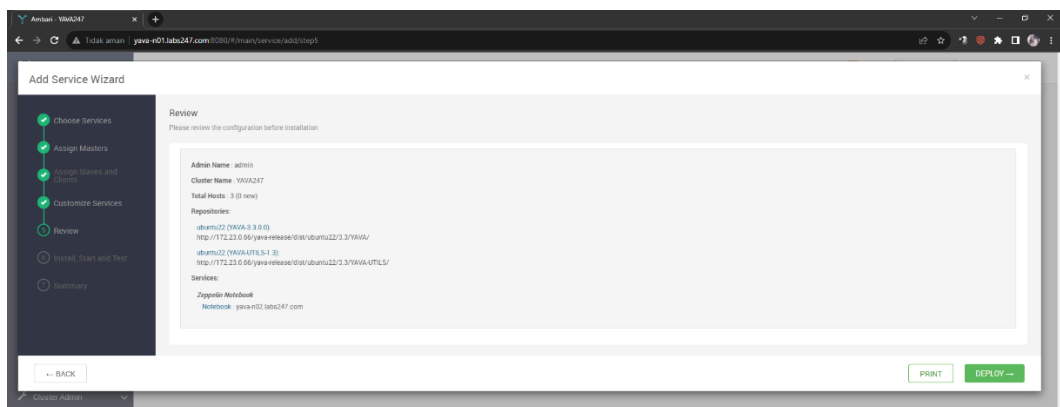 Ambari - YAVA247
Tidak aman yava-n01.labs247.com:8080/#/main/service/add/step5
Add Service Wizard
Choose Services
Assign Masters
Assign Slaves and
Clients
Customize Services
5 Review
6 Install, Start and Test
7 Summary
Review
Please review the configuration before installation
Admin Name : admin
Cluster Name : YAVA247
Total Hosts : 3 (0 new)
Repositories:
ubuntu22 (YAVA-3.3.0.0):
http://172.23.0.66/yava-release/dist/ubuntu22/3.3/YAVA/
ubuntu22 (YAVA-UTILS-1.3):
http://172.23.0.66/yava-release/dist/ubuntu22/3.3/YAVA-UTILS/
Services:
Zeppelin Notebook
Notebook : yava-n02.labs247.com
← BACK
PRINT
DEPLOY →
Cluster Admin